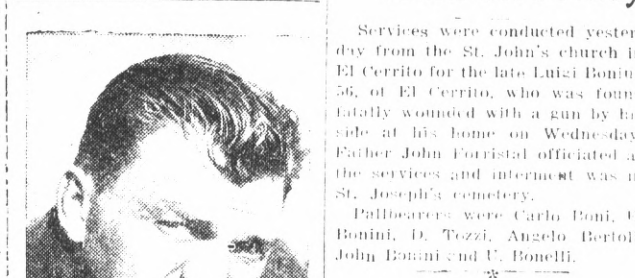 Services were conducted yester
day from the St. John's church i
El Cerrito for the late Luigi Boniu
56, of El Cerrito, who was foun
fatally wounded with a gun by hi
side at his home on Wednesday
Father John Forristal officiated a
the services and interment was i
St. Joseph's cemetery.
Pallbearers were Carlo Boni, U
Bonini, D. Tozzi, Angelo Bertol
John Bonini and U. Bonelli.